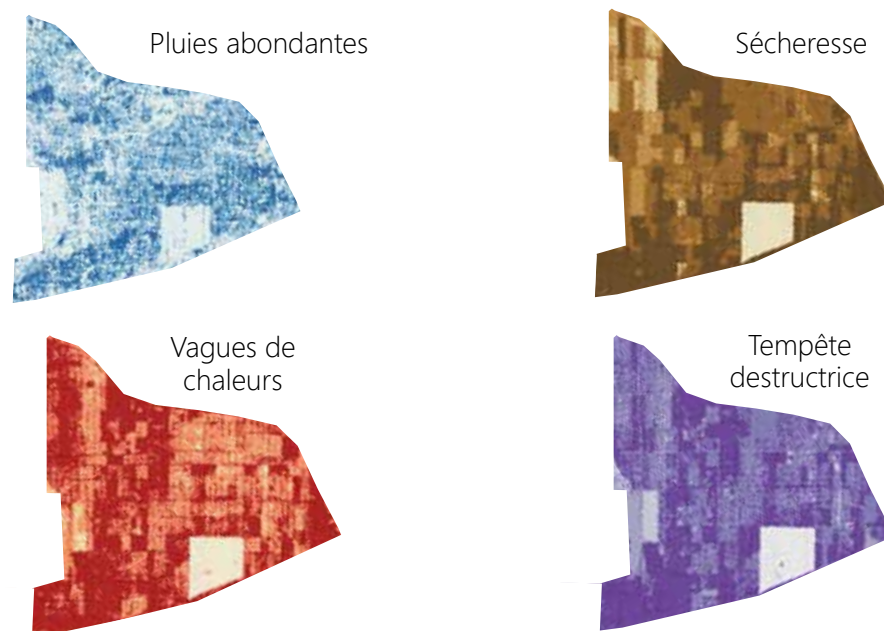 Pluies abondantes
Sécheresse
Vagues de
chaleurs
Tempête
destructrice